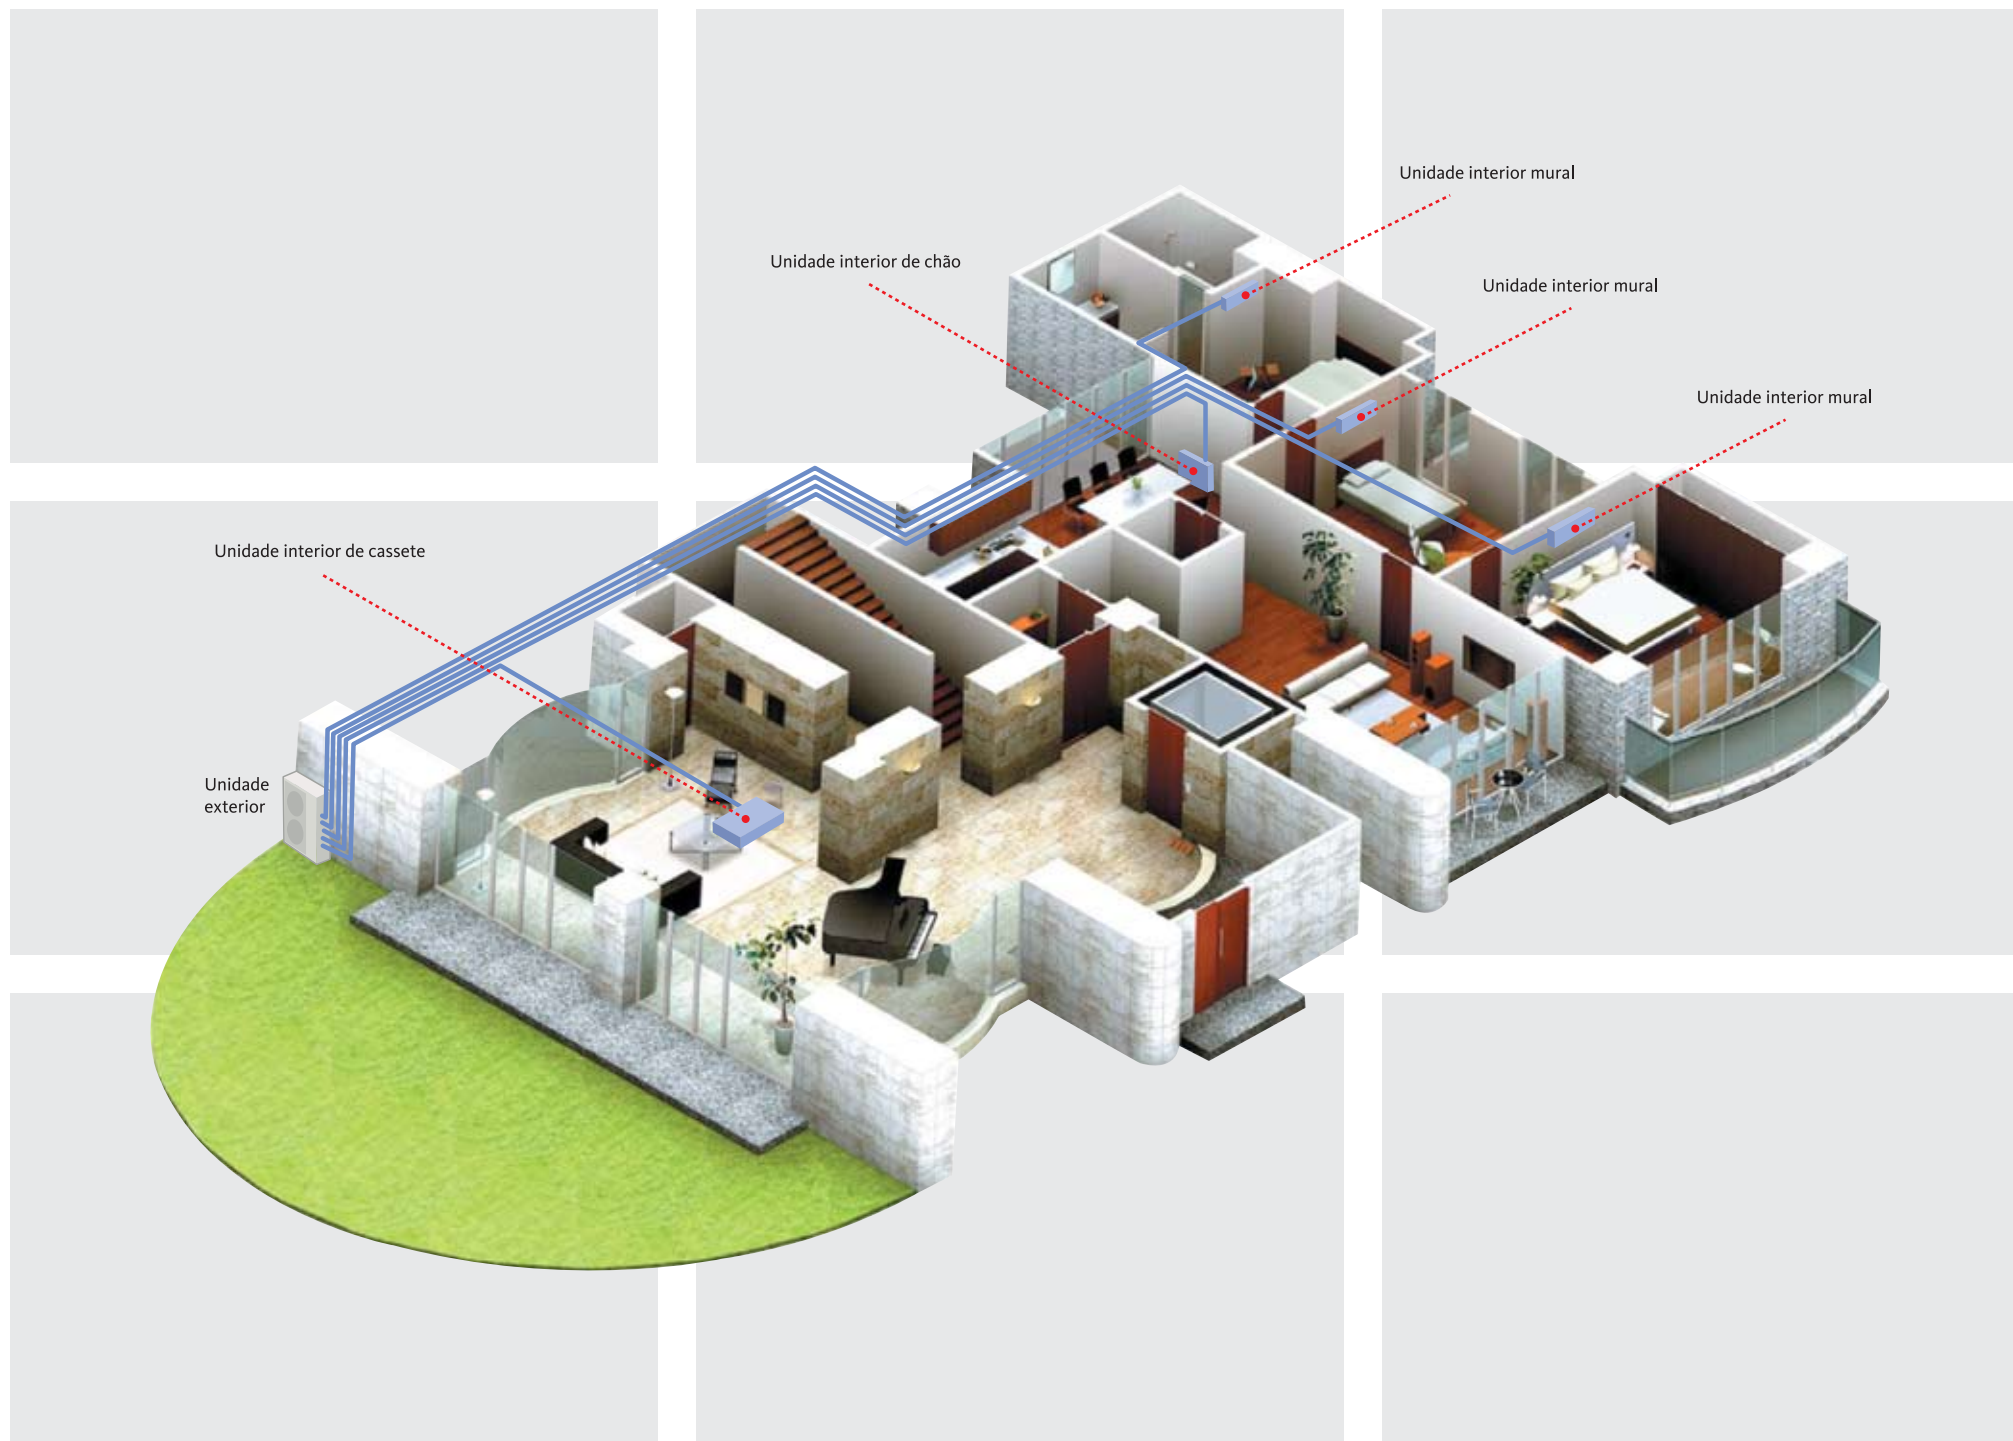 Unidade interior mural
Unidade interior de chão
Unidade interior mural
Unidade interior mural
Unidade interior de cassete
Unidade
exterior